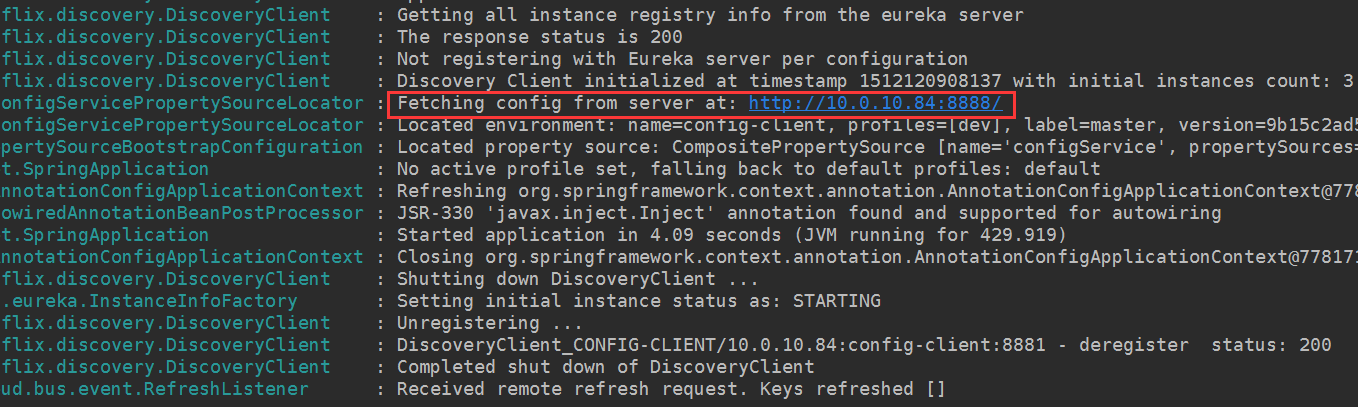 flix.discovery.DiscoveryClient : Getting all instance registry info from the eureka server
flix.discovery.DiscoveryClient : The response status is 200
flix.discovery.DiscoveryClient : Not registering with Eureka server per configuration
flix.discovery.DiscoveryClient : Discovery Client initialized at timestamp 1512120908137 with initial instances count: 3
onfigServicePropertySourceLocator : Fetching config from server at: http://10.0.10.84:8888/
onfigServicePropertySourceLocator : Located environment: name=config-client, profiles=[dev], label=master, version=9b15c2ad5
pertySourceBootstrapConfiguration : Located property source: CompositePropertySource [name='configService', propertySources=
t.SpringApplication : No active profile set, falling back to default profiles: default
nnotationConfigApplicationContext : Refreshing org.springframework.context.annotation.AnnotationConfigApplicationContext@778
owiredAnnotationBeanPostProcessor : JSR-330 'javax.inject.Inject' annotation found and supported for autowiring
t.SpringApplication : Started application in 4.09 seconds (JVM running for 429.919)
nnotationConfigApplicationContext : Closing org.springframework.context.annotation.AnnotationConfigApplicationContext@778171
flix.discovery.DiscoveryClient : Shutting down DiscoveryClient ...
.eureka.InstanceInfoFactory : Setting initial instance status as: STARTING
flix.discovery.DiscoveryClient : Unregistering ...
flix.discovery.DiscoveryClient : DiscoveryClient_CONFIG-CLIENT/10.0.10.84:config-client:8881 - deregister  status: 200
flix.discovery.DiscoveryClient : Completed shut down of DiscoveryClient
ud.bus.event.RefreshListener : Received remote refresh request. Keys refreshed []